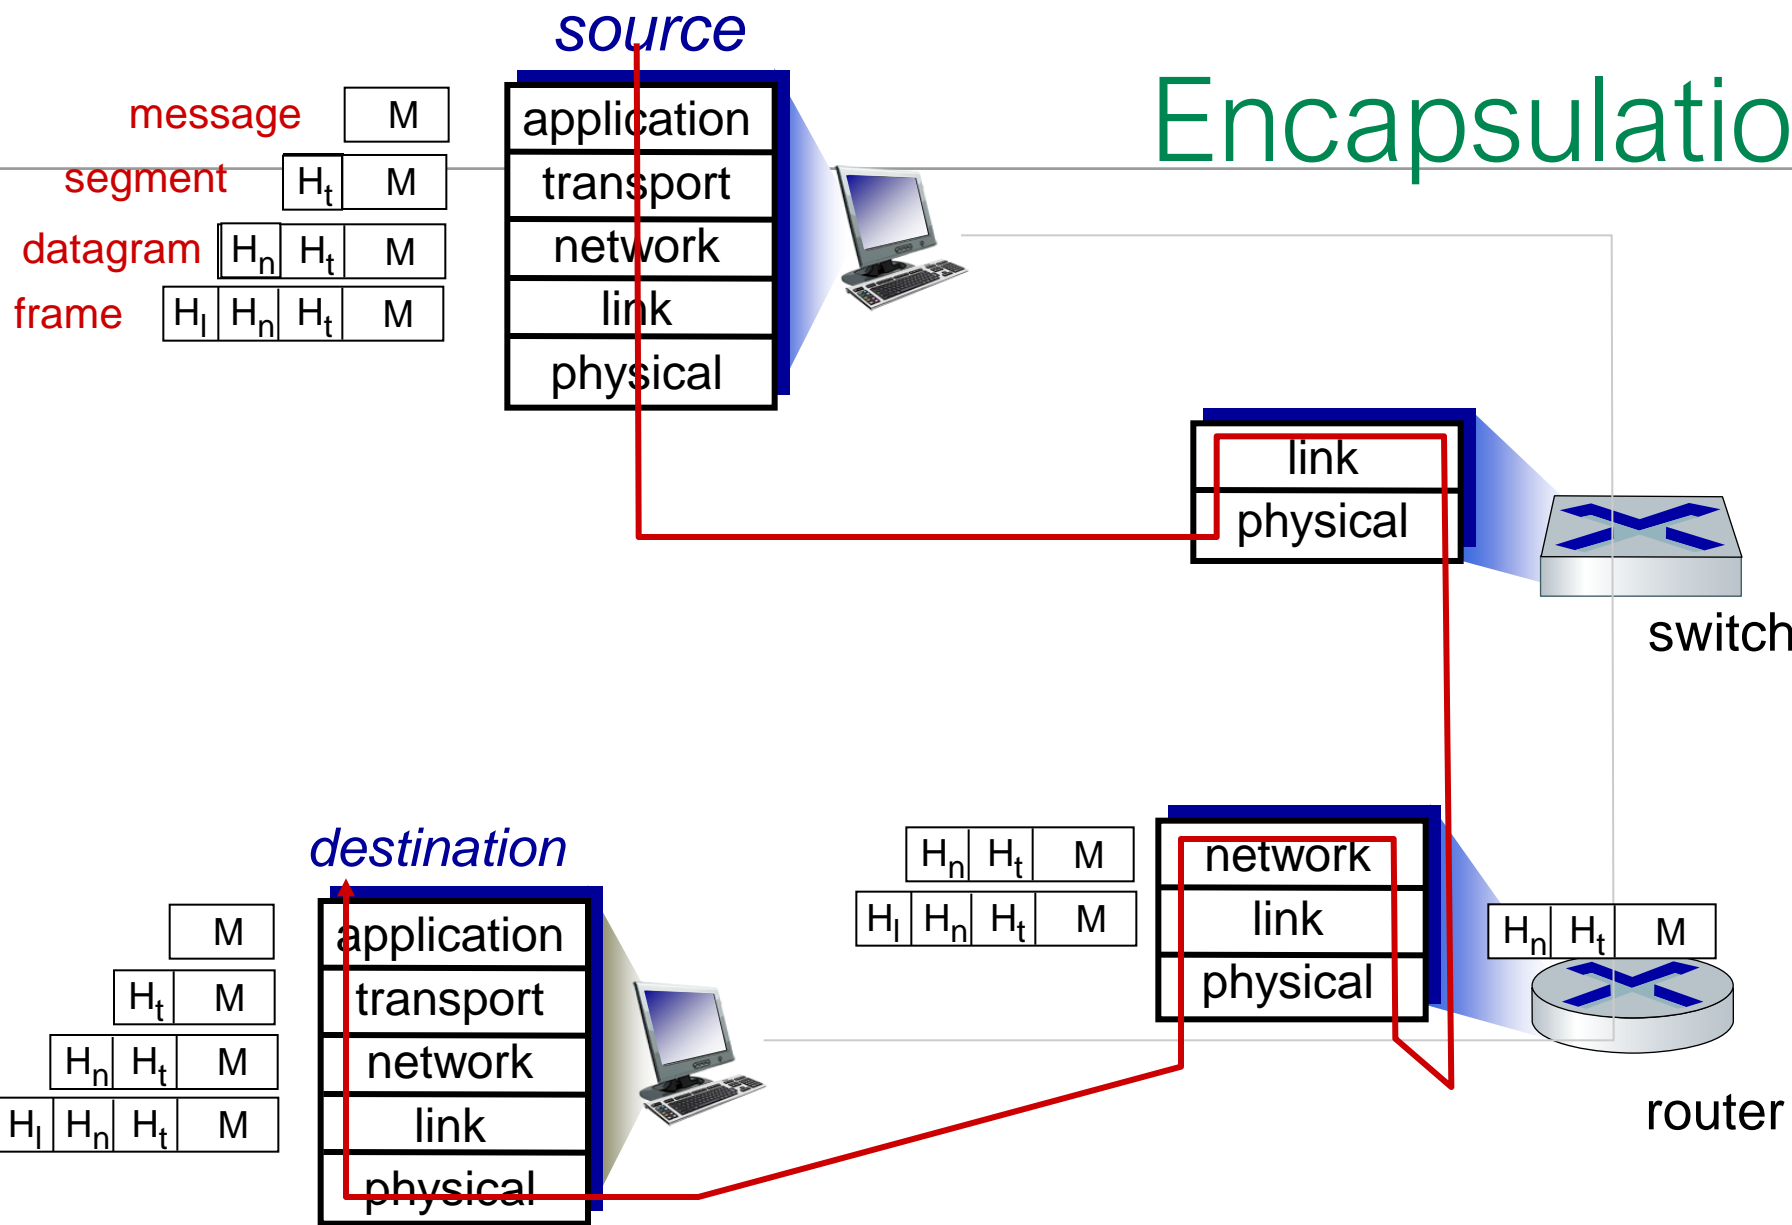 source
Encapsulatio
message M
segment Ht M
datagram Hn Ht M
frame Hl Hn Ht M
application
transport
network
link
physical
link
physical
switch
destination
M
Ht M
Hn Ht M
Hl Hn Ht M
application
transport
network
link
physical
Hn Ht M
Hl Hn Ht M
network
link
physical
Hn Ht M
router